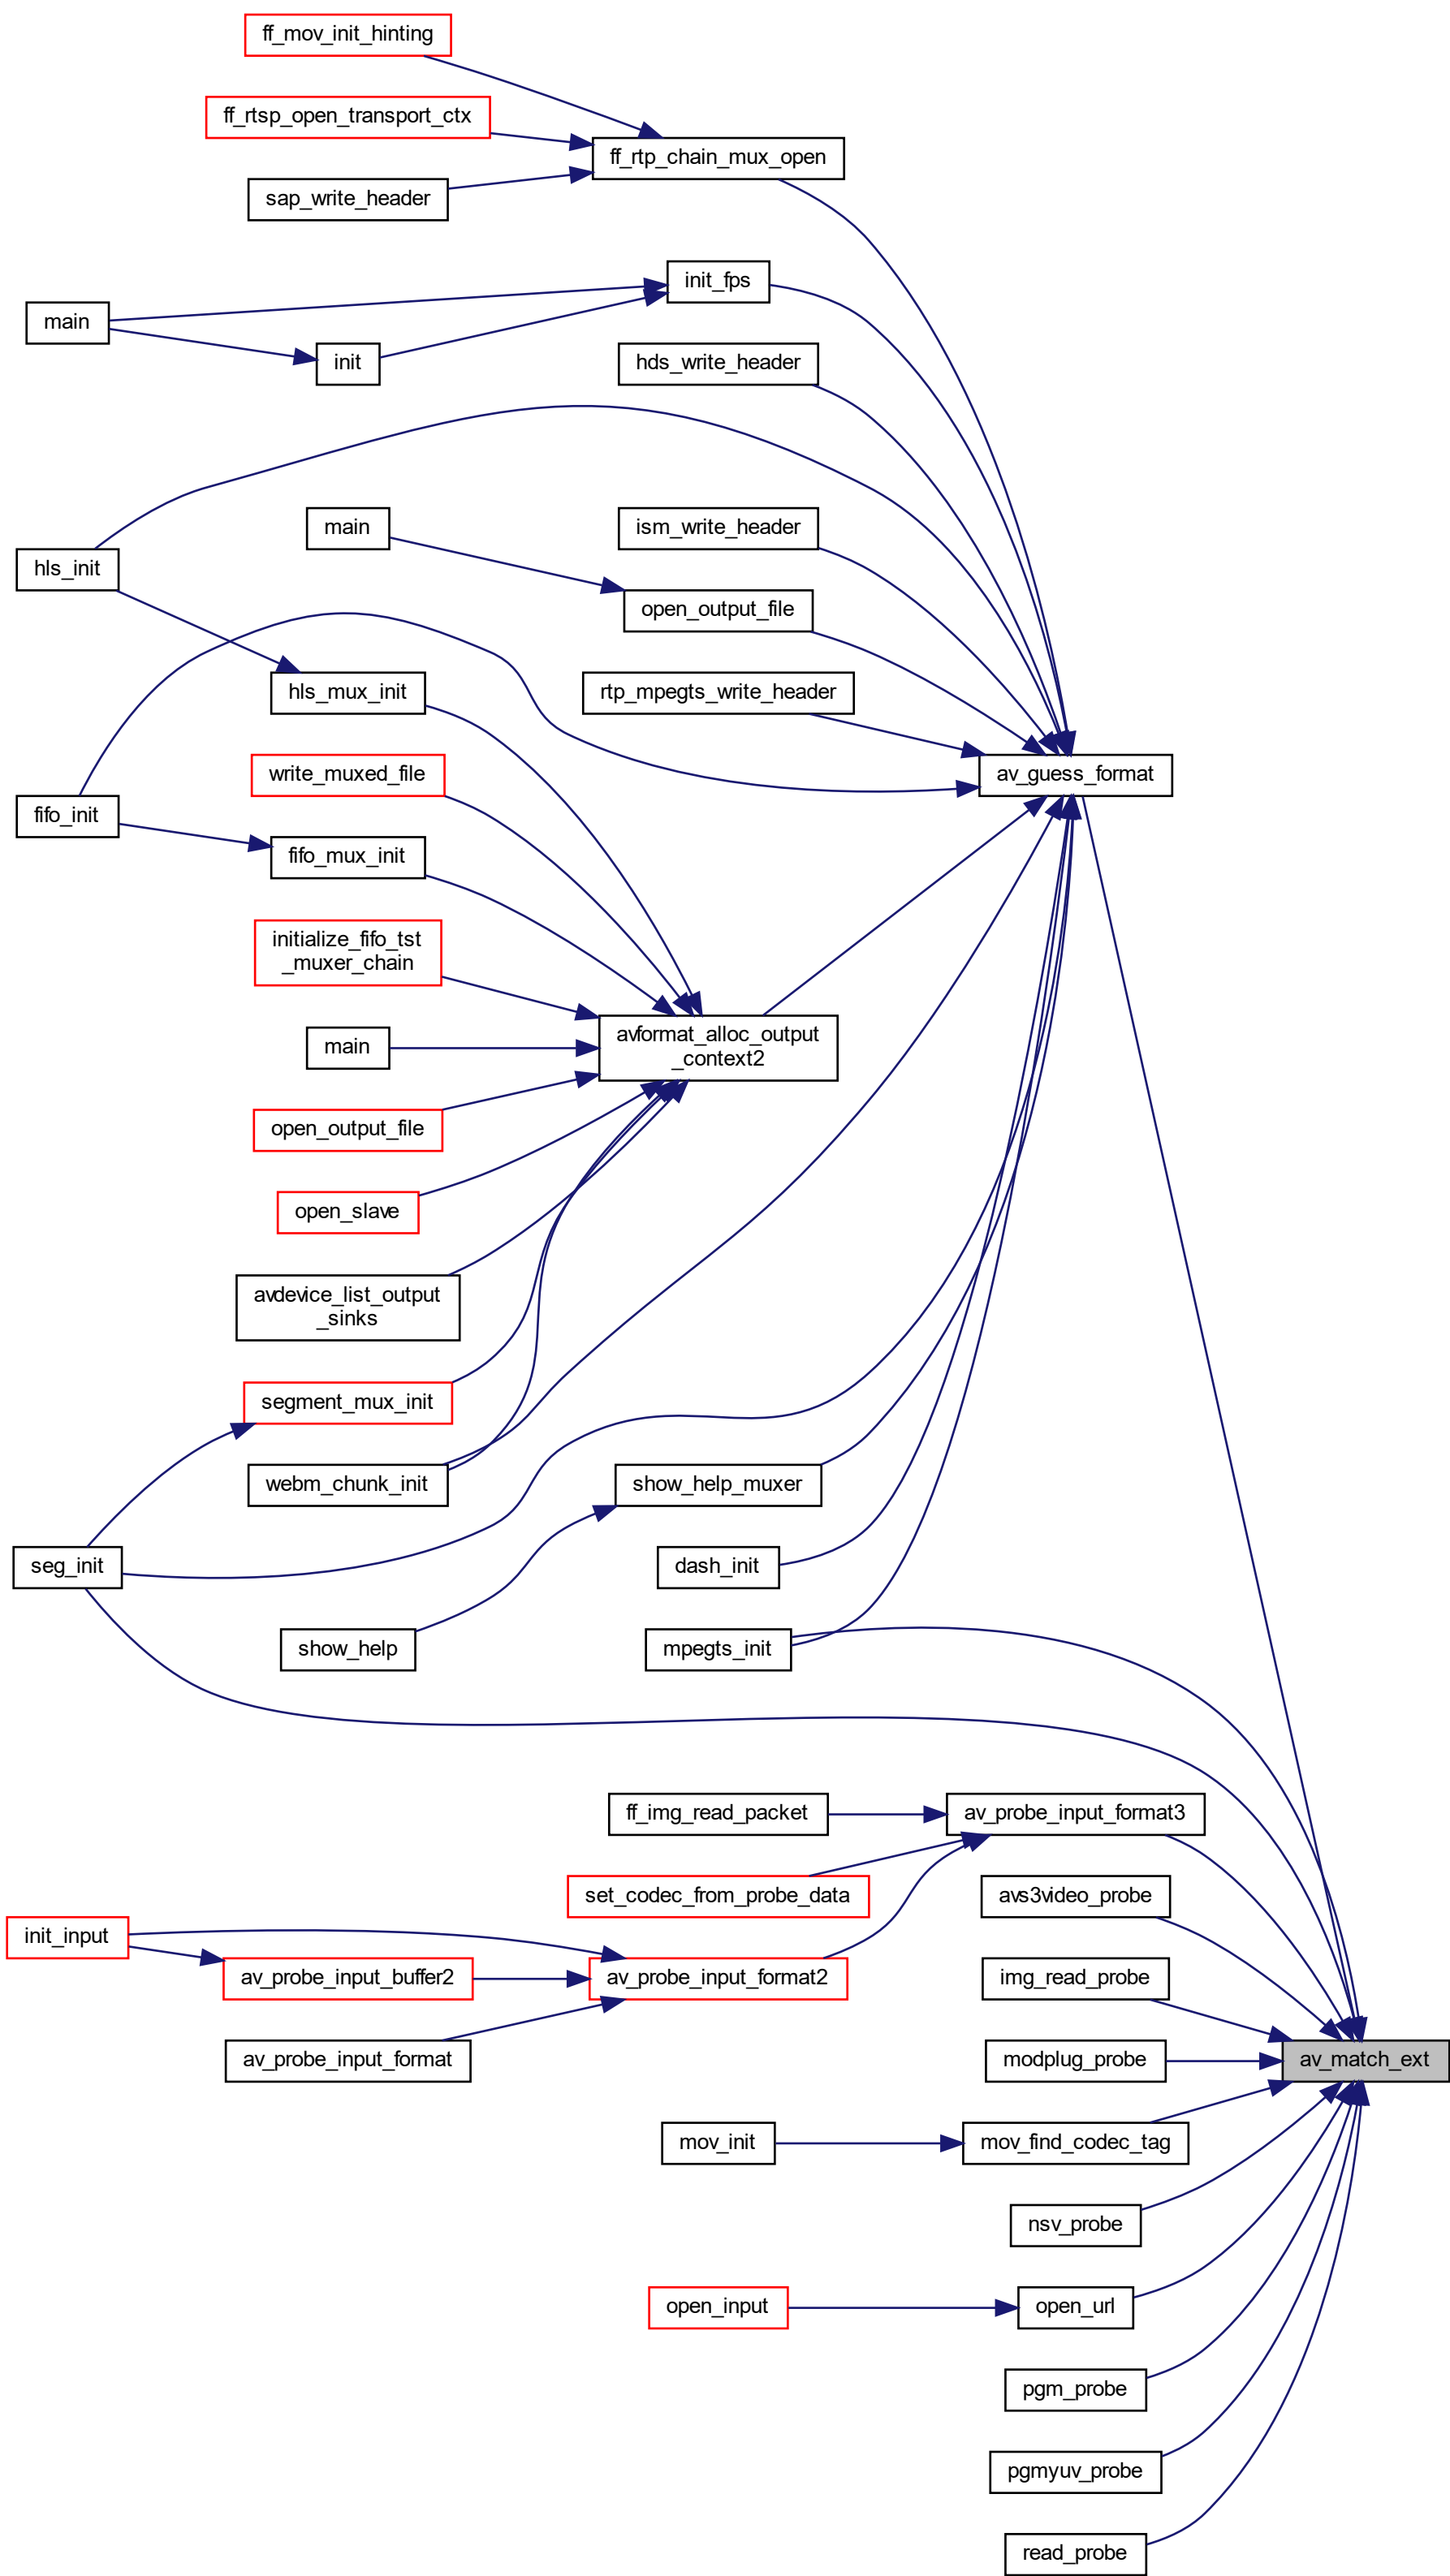 ff_mov_init_hinting
ff_rtsp_open_transport_ctx
ff_rtp_chain_mux_open
sap_write_header
init_fps
main
init
hds_write_header
main
ism_write_header
hls_init
open_output_file
hls_mux_init
rtp_mpegts_write_header
write_muxed_file
av_guess_format
fifo_init
fifo_mux_init
initialize_fifo_tst
_muxer_chain
main
avformat_alloc_output
_context2
open_output_file
open_slave
avdevice_list_output
_sinks
segment_mux_init
webm_chunk_init
show_help_muxer
seg_init
dash_init
show_help
mpegts_init
ff_img_read_packet
av_probe_input_format3
set_codec_from_probe_data
avs3video_probe
init_input
av_probe_input_buffer2
av_probe_input_format2
img_read_probe
av_probe_input_format
modplug_probe
av_match_ext
mov_init
mov_find_codec_tag
nsv_probe
open_input
open_url
pgm_probe
pgmyuv_probe
read_probe